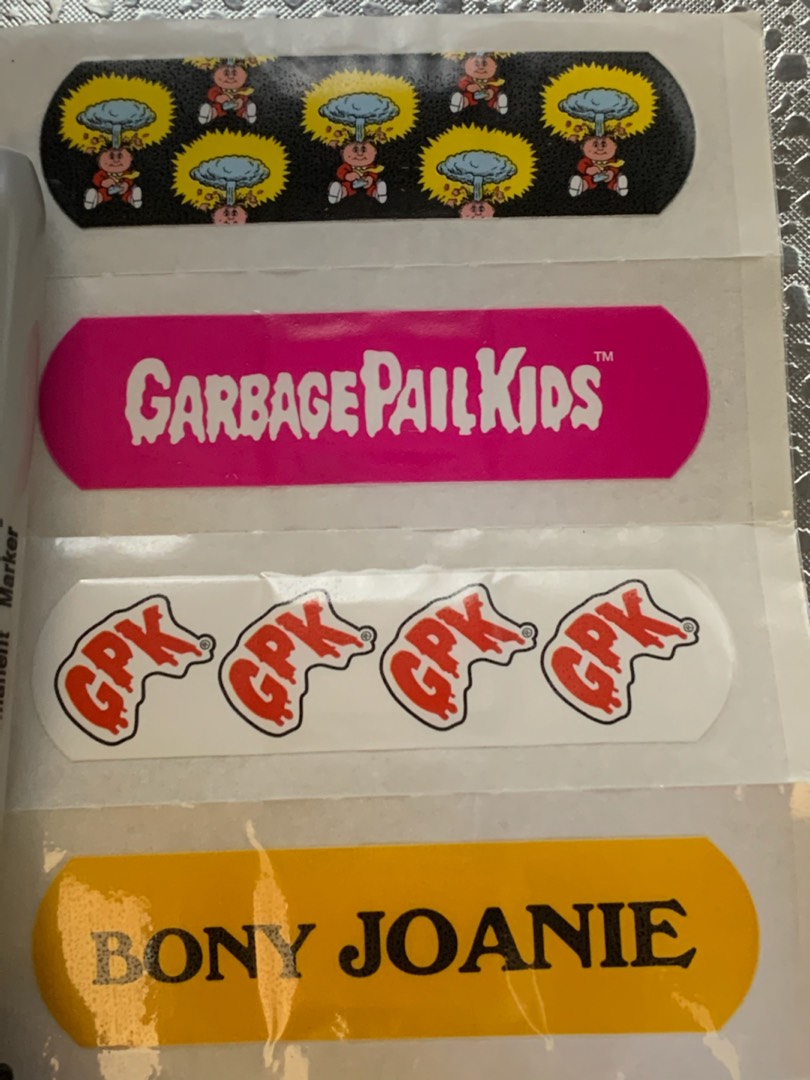 GARBAGE PAIL KIDS™
GPK GPK GPK GPK
BONY JOANIE
Marker